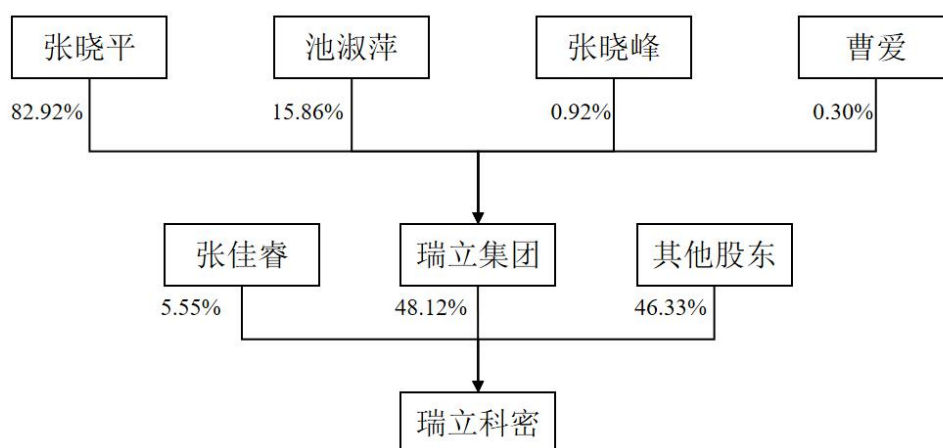 张晓平
池淑萍
张晓峰
曹爱
82.92%
15.86%
0.92%
0.30%
张佳睿
瑞立集团
其他股东
5.55%
48.12%
46.33%
瑞立科密